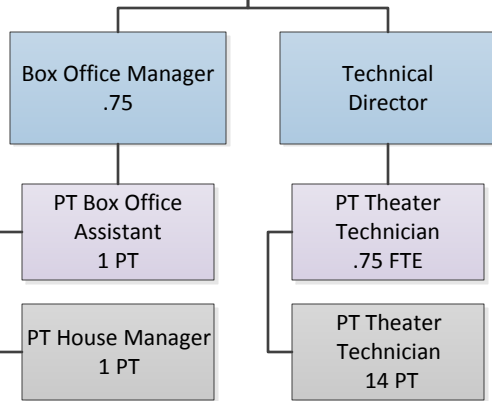 Box Office Manager
.75
Technical
Director
PT Box Office
Assistant
1 PT
PT Theater
Technician
.75 FTE
PT House Manager
1 PT
PT Theater
Technician
14 PT